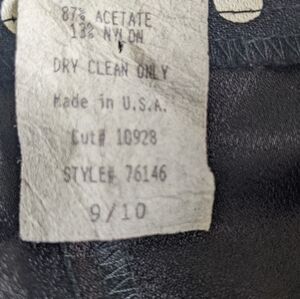 87% ACETATE
13% NYLON
DRY CLEAN ONLY
Made in U.S.A.
Cut# 10928
STYLE# 76146
9/10